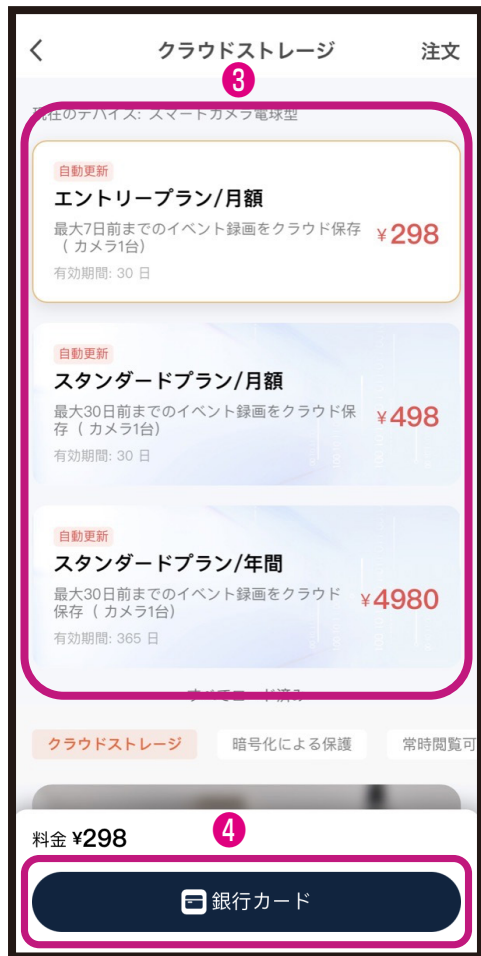 クラウドストレージ 注文
3
現在のデバイス: スマートカメラ電球型
自動更新
エントリープラン/月額
最大7日前までのイベント録画をクラウド保存
( カメラ1台)
¥298
有効期間: 30 日
自動更新
スタンダードプラン/月額
最大30日前までのイベント録画をクラウド保
存 ( カメラ1台)
¥498
有効期間: 30 日
自動更新
スタンダードプラン/年間
最大30日前までのイベント録画をクラウド
保存 ( カメラ1台)
¥4980
有効期間: 365 日
クラウドストレージ 暗号化による保護 常時閲覧可
料金 ¥298
4
銀行カード